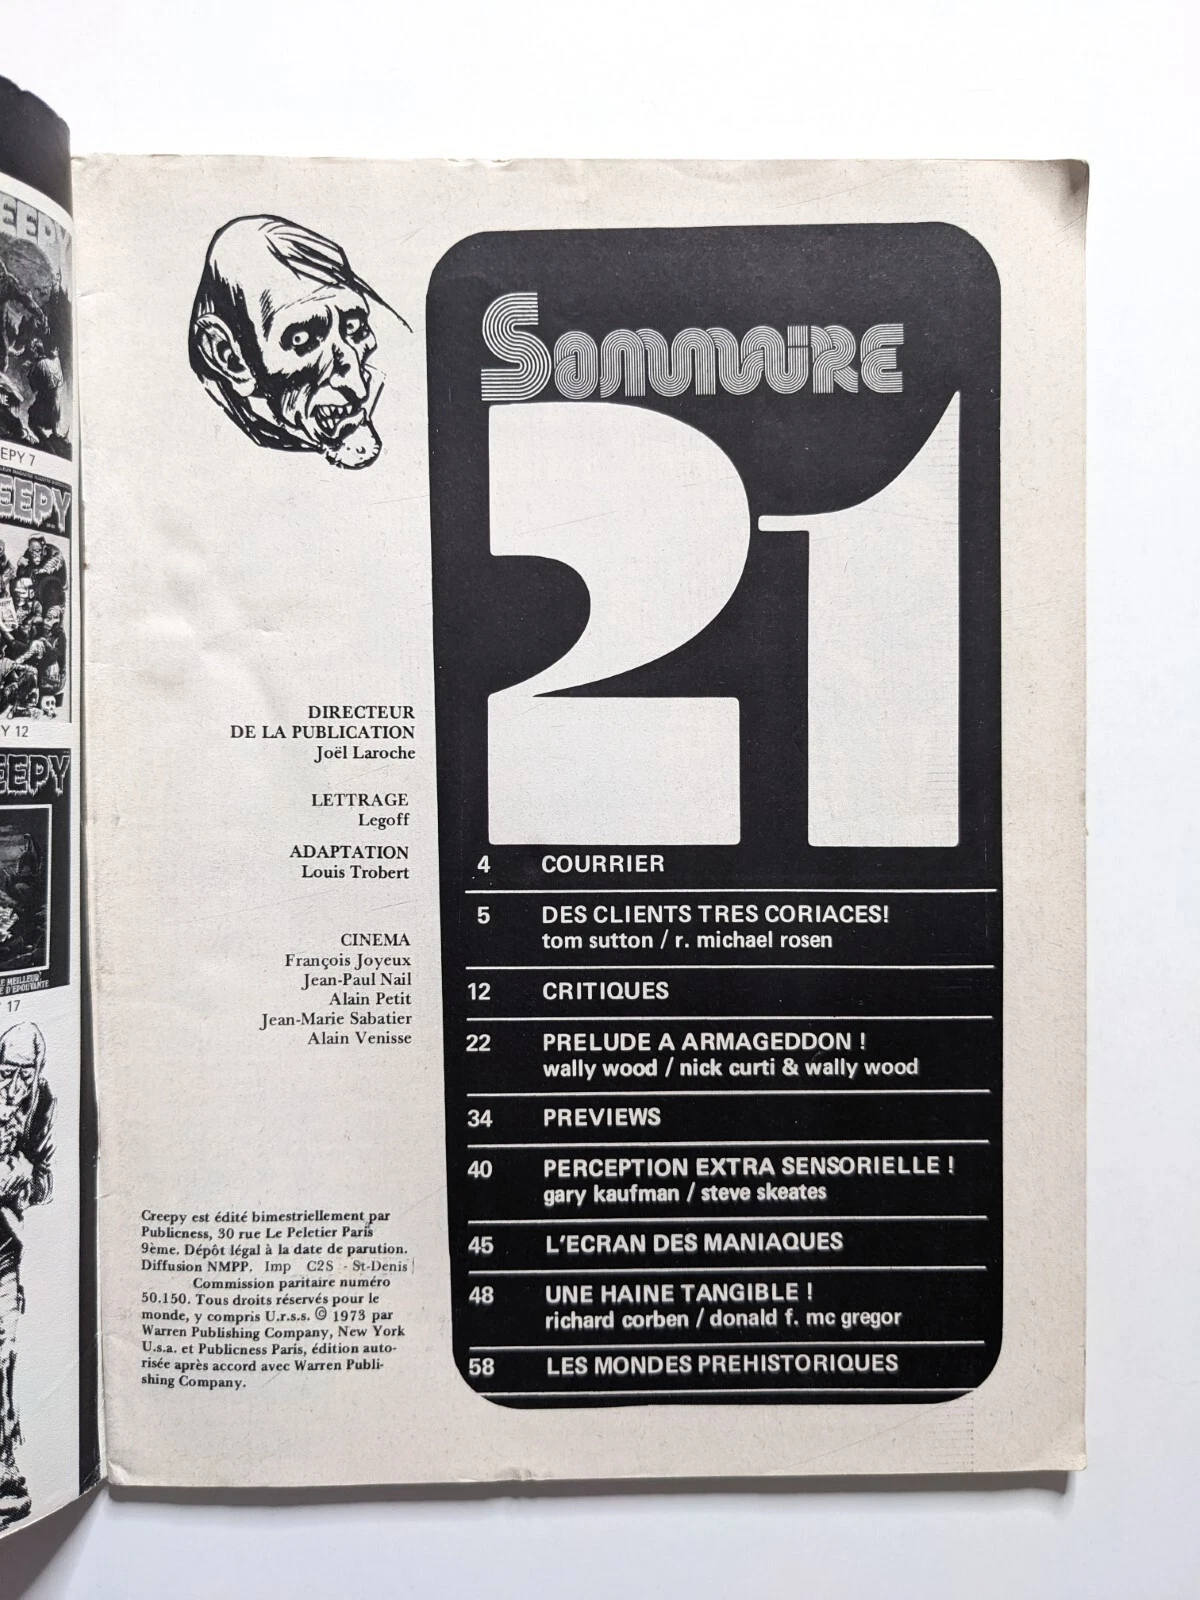 EEPY
EPY 7
EEPY
Y 12
EEPY
LE MEILLEUR
D'EPOUVANTE
17
SOMMAIRE
21
DIRECTEUR
DE LA PUBLICATION
Joël Laroche
LETTRAGE
Legoff
ADAPTATION
Louis Trobert
CINEMA
François Joyeux
Jean-Paul Nail
Alain Petit
Jean-Marie Sabatier
Alain Venisse
Creepy est édité bimestriellement par
Publicness, 30 rue Le Peletier Paris
9ème. Dépôt légal à la date de parution.
Diffusion NMPP. Imp C2S - St-Denis
Commission paritaire numéro
50.150. Tous droits réservés pour le
monde, y compris U.r.s.s. © 1973 par
Warren Publishing Company, New York
U.s.a. et Publicness Paris, édition auto-
risée après accord avec Warren Publi-
shing Company.
4 COURRIER
5 DES CLIENTS TRES CORIACES!
tom sutton / r. michael rosen
12 CRITIQUES
22 PRELUDE A ARMAGEDDON !
wally wood / nick curti & wally wood
34 PREVIEWS
40 PERCEPTION EXTRA SENSORIELLE !
gary kaufman / steve skeates
45 L'ECRAN DES MANIAQUES
48 UNE HAINE TANGIBLE !
richard corben / donald f. mc gregor
58 LES MONDES PREHISTORIQUES